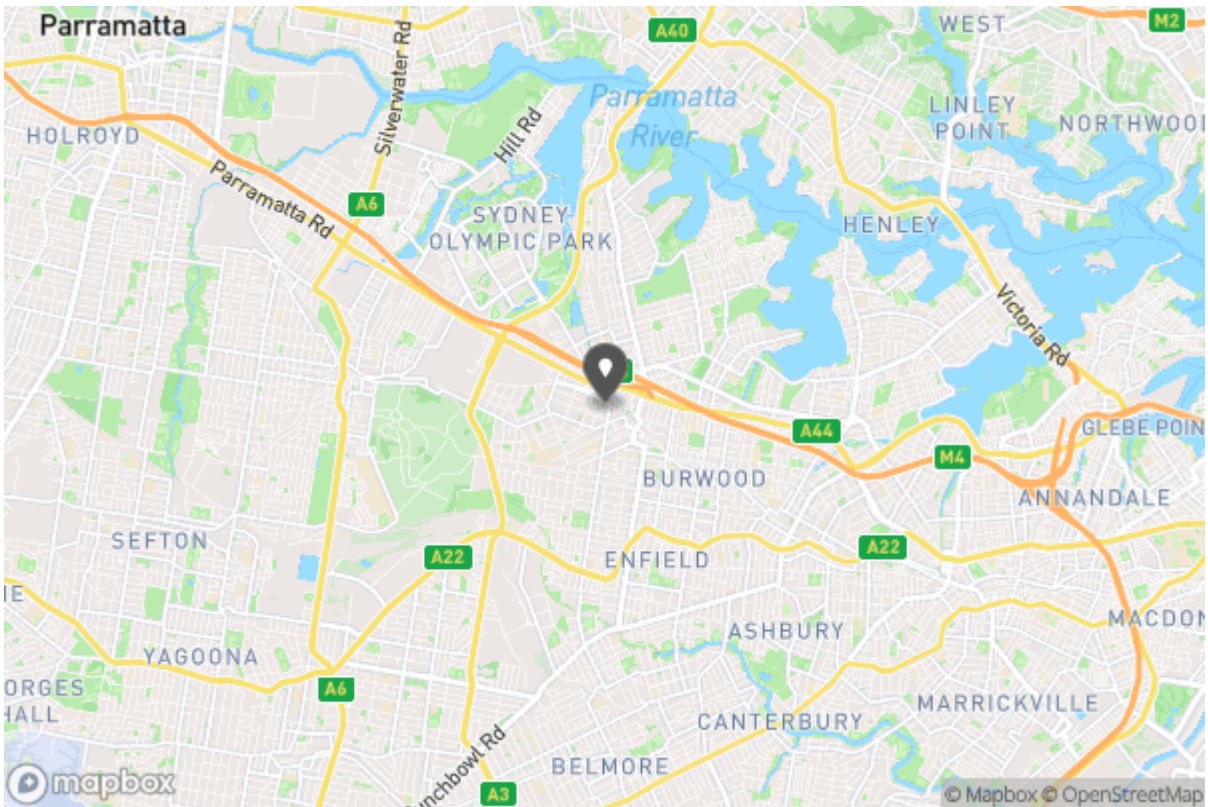 Parramatta
WEST
M2
A40
Silverwater Rd
Parramatta
River
LINLEY
POINT
NORTHWOOD
HOLROYD
Hill Rd
Parramatta Rd
A6
SYDNEY
OLYMPIC PARK
HENLEY
Victoria Rd
A44
GLEBE POIN
M4
BURWOOD
ANNANDALE
SEFTON
A22
ENFIELD
A22
ASHBURY
MACDON
YAGOONA
A6
ORGES
HALL
MARRICKVILLE
CANTERBURY
unchbowl Rd
BELMORE
A3
mapbox
© Mapbox © OpenStreetMap